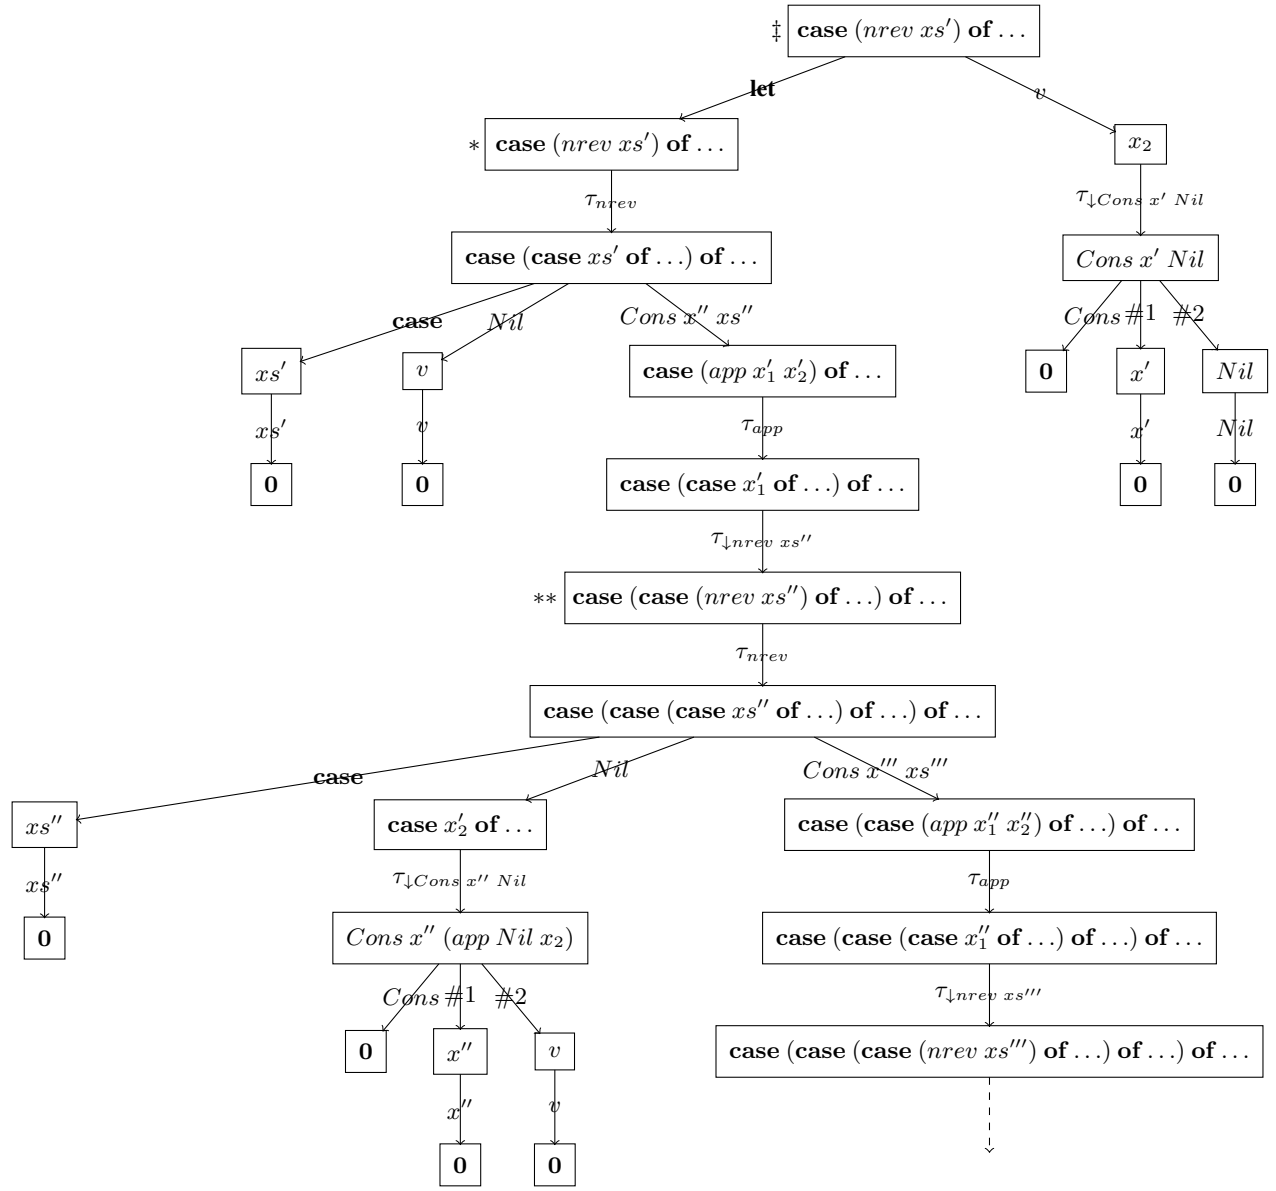 ‡ case (nrev xs′) of …
let v
* case (nrev xs′) of … x₂
τ_nrev τ_↓Cons x′ Nil
case (case xs′ of …) of … Cons x′ Nil
case Nil Cons x″ xs″ Cons #1 #2
xs′ v case (app x′₁ x′₂) of … 0 x′ Nil
xs′ v τ_app x′ Nil
0 0 case (case x′₁ of …) of … 0 0
τ_↓nrev xs″
** case (case (nrev xs″) of …) of …
τ_nrev
case (case (case xs″ of …) of …) of …
case Nil Cons x‴ xs‴
xs″ case x′₂ of … case (case (app x″₁ x″₂) of …) of …
xs″ τ_↓Cons x″ Nil τ_app
0 Cons x″ (app Nil x₂) case (case (case x″₁ of …) of …) of …
Cons #1 #2 τ_↓nrev xs‴
0 x″ v case (case (case (nrev xs‴) of …) of …) of …
x″ v
0 0